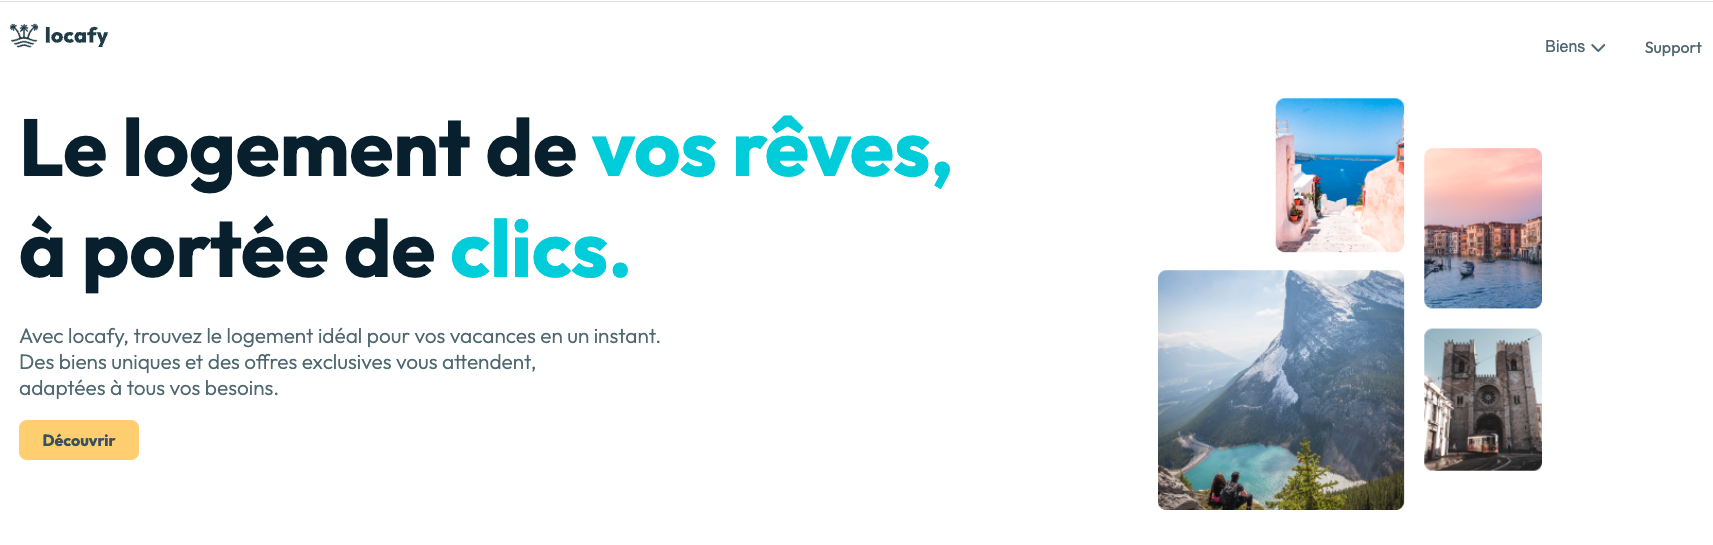 locafy
Biens
Support
Le logement de vos rêves,
à portée de clics.
Avec locafy, trouvez le logement idéal pour vos vacances en un instant.
Des biens uniques et des offres exclusives vous attendent,
adaptées à tous vos besoins.
Découvrir